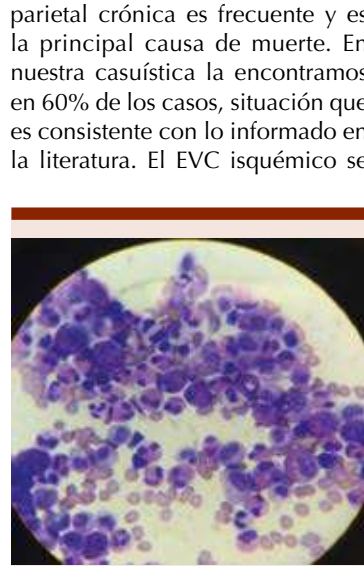 parietal crónica es frecuente y es
la principal causa de muerte. En
nuestra casuística la encontramos
en 60% de los casos, situación que
es consistente con lo informado en
la literatura. El EVC isquémico se